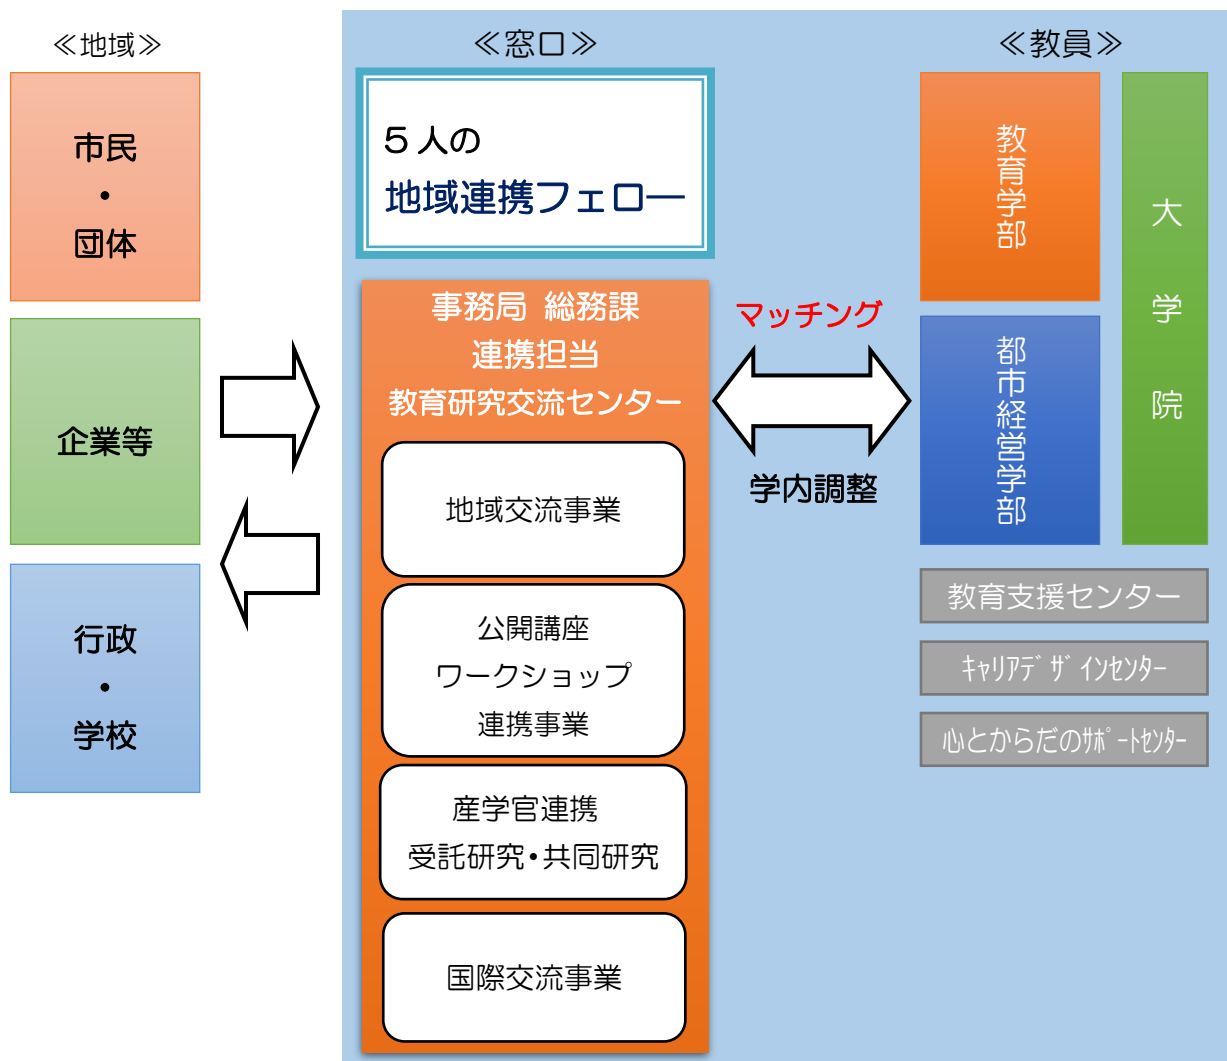 ≪地域≫
市民
・
団体
企業等
行政
・
学校
≪窓口≫
5人の
地域連携フェロー
事務局 総務課
連携担当
教育研究交流センター
地域交流事業
公開講座
ワークショップ
連携事業
産学官連携
受託研究・共同研究
国際交流事業
マッチング
学内調整
≪教員≫
教育学部
都市経営学部
大学院
教育支援センター
ｷｬﾘｱﾃﾞｻﾞｲﾝｾﾝﾀｰ
心とからだのｻﾎﾟｰﾄｾﾝﾀｰ